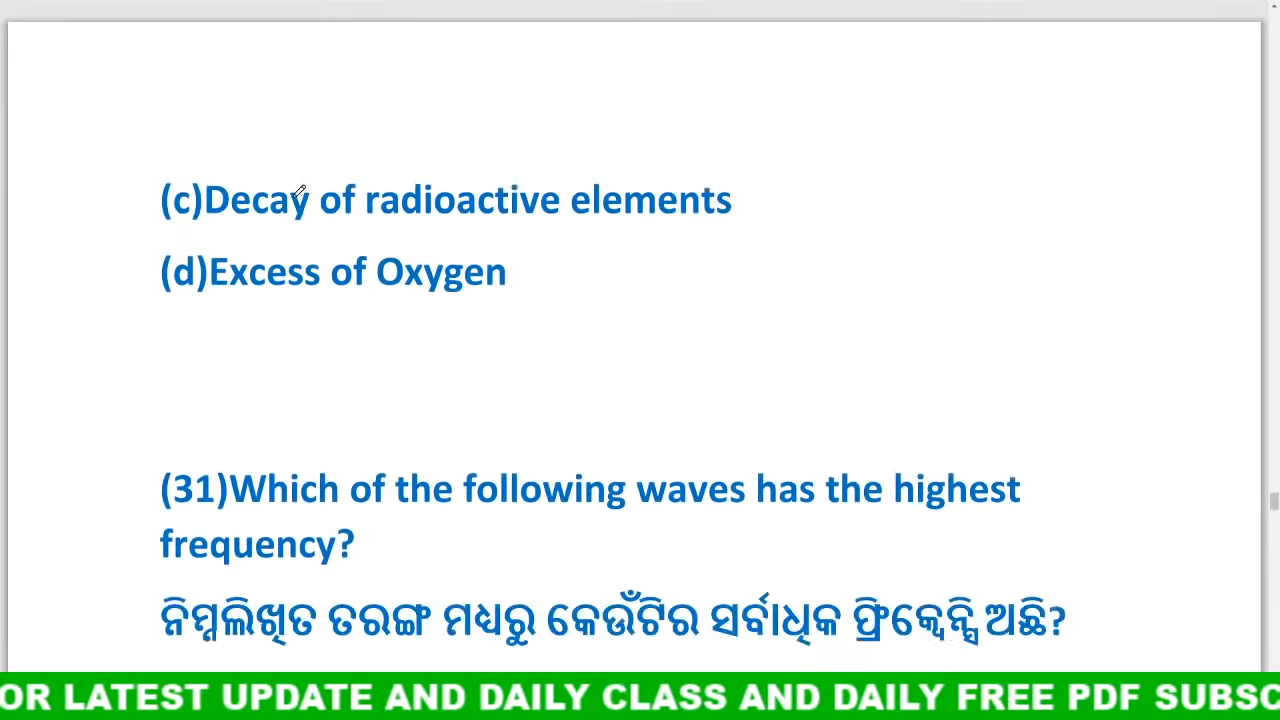 (c)Decay of radioactive elements
(d)Excess of Oxygen
(31)Which of the following waves has the highest
frequency?
ନିମ୍ନଲିଖିତ ତରଙ୍ଗ ମଧ୍ୟରୁ କେଉଁଟିର ସର୍ବାଧିକ ଫ୍ରିକ୍ୱେନ୍ସି ଅଛି?
OR LATEST UPDATE AND DAILY CLASS AND DAILY FREE PDF SUBSC